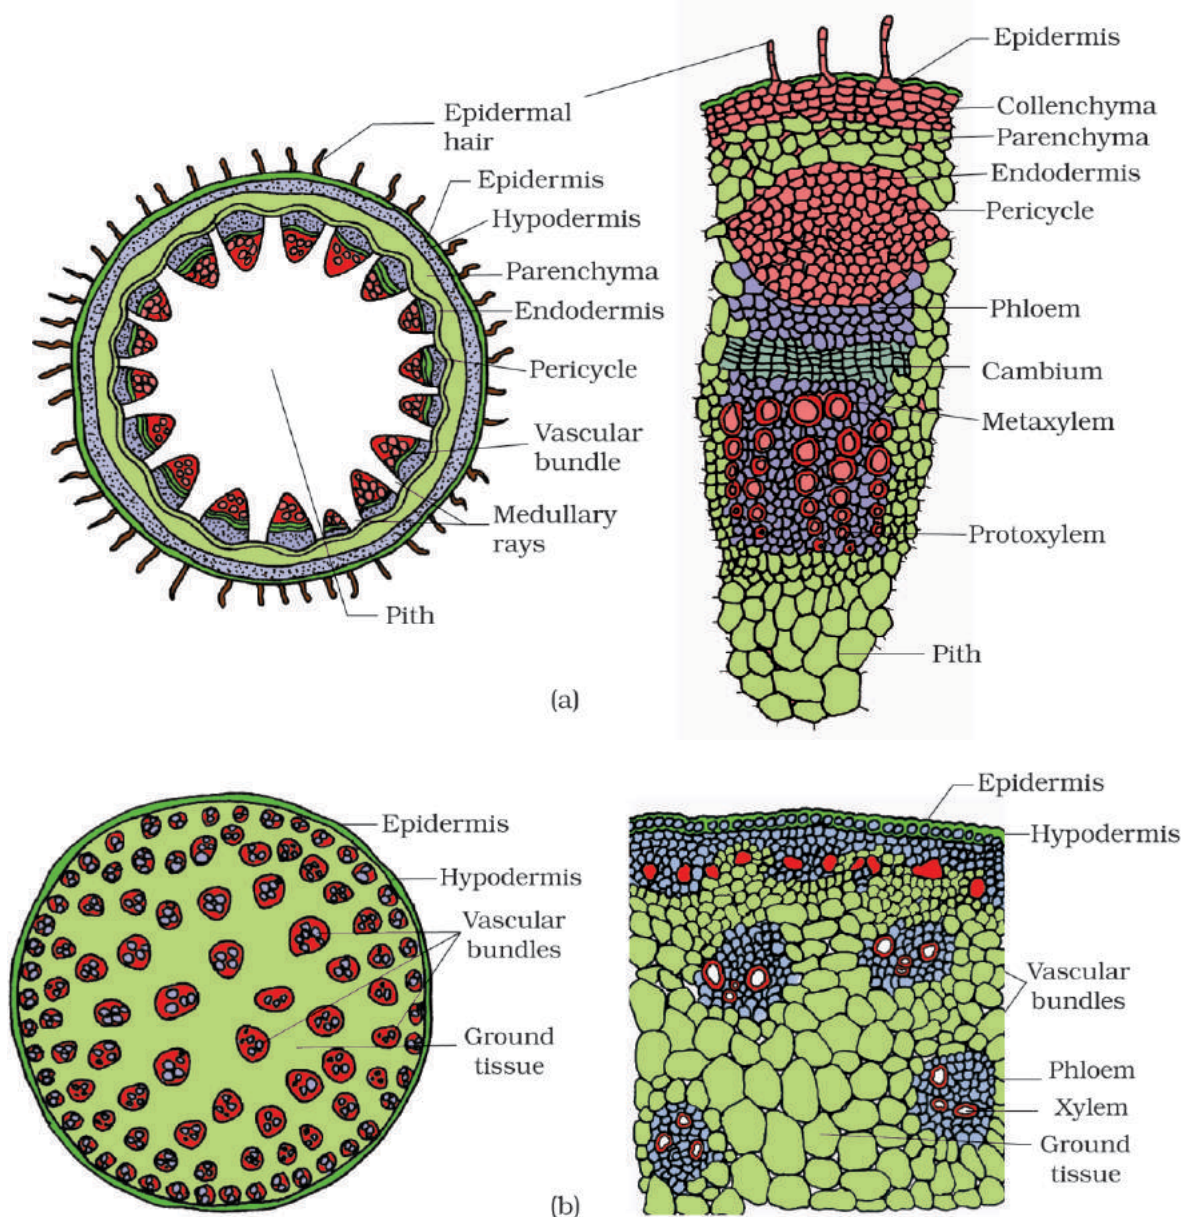 Epidermal
hair
Epidermis
Hypodermis
Parenchyma
Endodermis
Pericycle
Vascular
bundle
Medullary
rays
Pith
Epidermis
Collenchyma
Parenchyma
Endodermis
Pericycle
Phloem
Cambium
Metaxylem
Protoxylem
Pith
(a)
Epidermis
Hypodermis
Vascular
bundles
Ground
tissue
Epidermis
Hypodermis
Vascular
bundles
Phloem
Xylem
Ground
tissue
(b)